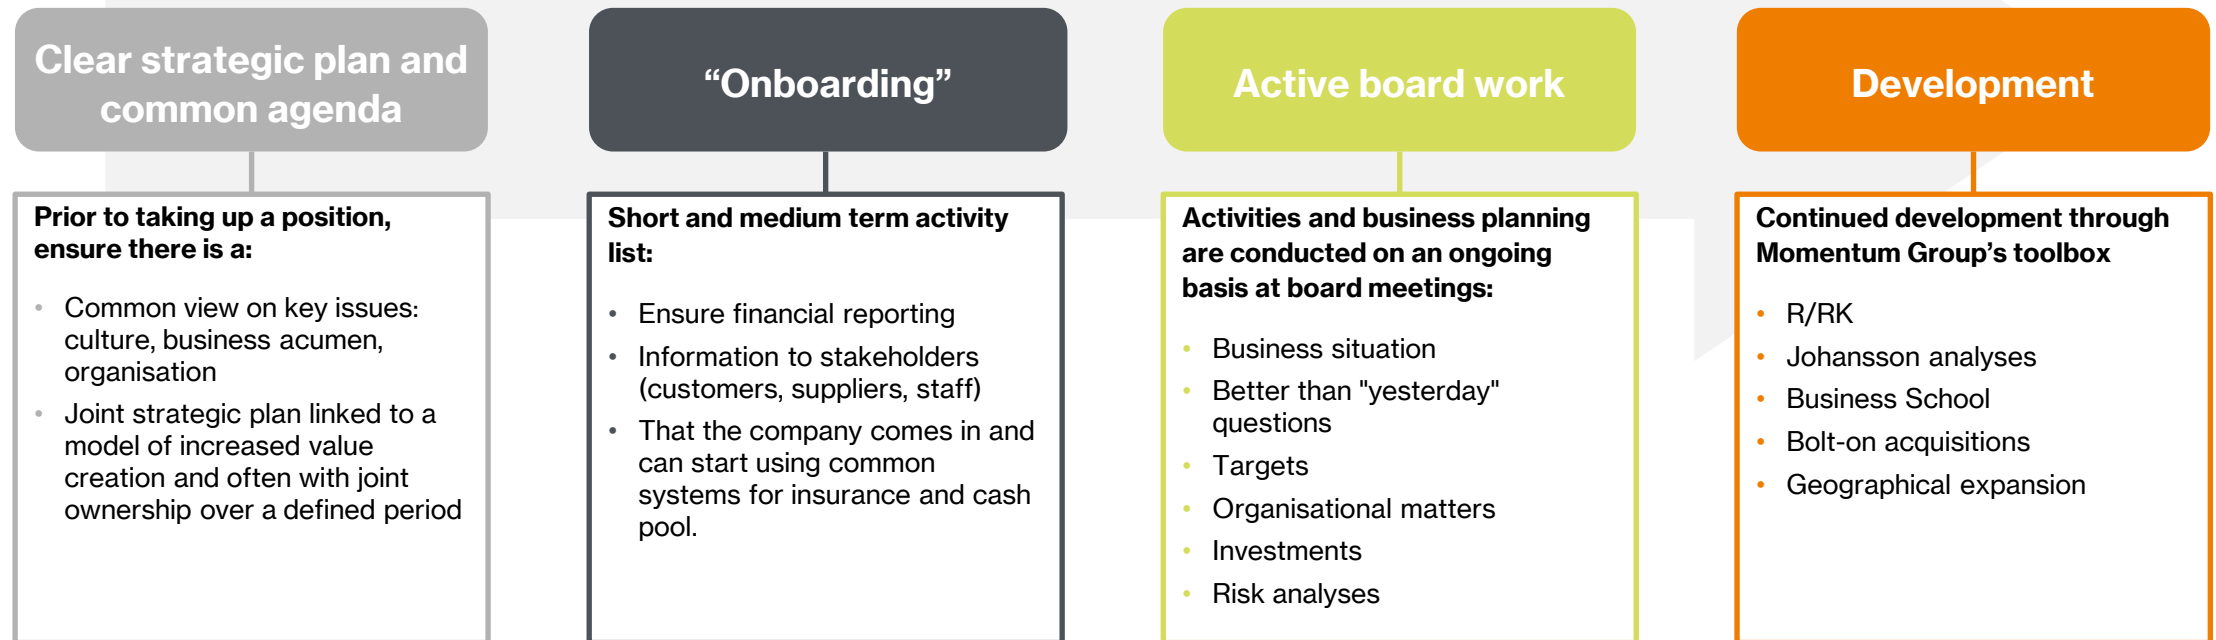 Clear strategic plan and
common agenda
Prior to taking up a position,
ensure there is a:
• Common view on key issues:
culture, business acumen,
organisation
• Joint strategic plan linked to a
model of increased value
creation and often with joint
ownership over a defined period
“Onboarding”
Short and medium term activity
list:
• Ensure financial reporting
• Information to stakeholders
(customers, suppliers, staff)
• That the company comes in and
can start using common
systems for insurance and cash
pool.
Active board work
Activities and business planning
are conducted on an ongoing
basis at board meetings:
• Business situation
• Better than "yesterday"
questions
• Targets
• Organisational matters
• Investments
• Risk analyses
Development
Continued development through
Momentum Group’s toolbox
• R/RK
• Johansson analyses
• Business School
• Bolt-on acquisitions
• Geographical expansion